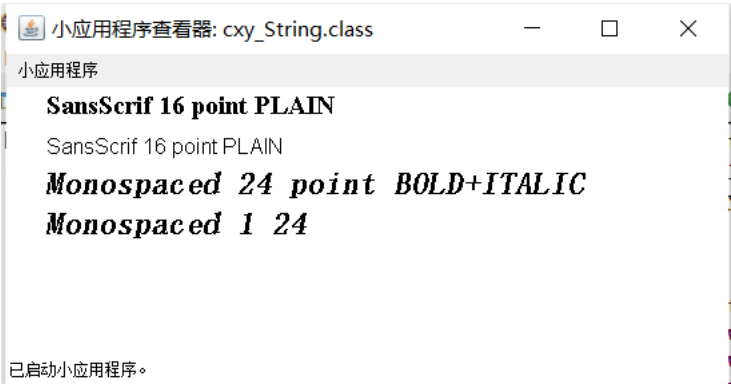 小应用程序查看器: cxy_String.class
小应用程序
SansScrif 16 point PLAIN
SansScrif 16 point PLAIN
Monospaced 24 point BOLD+ITALIC
Monospaced 1 24
已启动小应用程序。